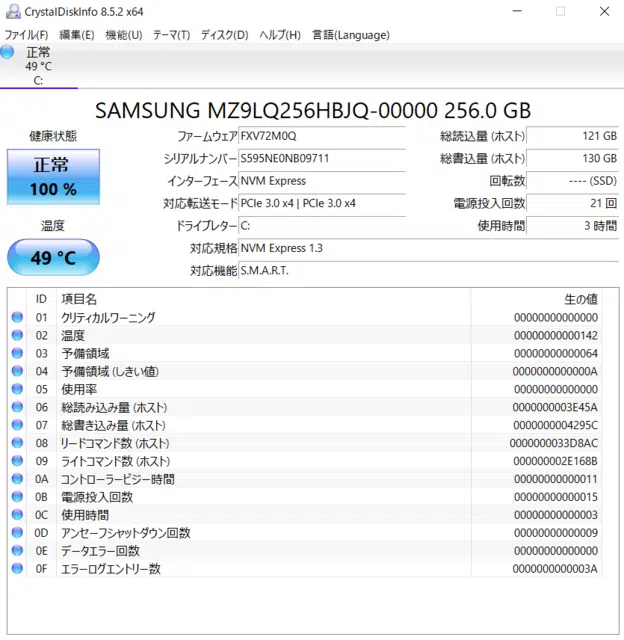 CrystalDiskInfo 8.5.2 x64
ファイル(F) 編集(E) 機能(U) テーマ(T) ディスク(D) ヘルプ(H) 言語(Language)
正常
49 °C
C:
SAMSUNG MZ9LQ256HBJQ-00000 256.0 GB
健康状態
正常
100 %
温度
49 °C
ファームウェア FXV72M0Q
シリアルナンバー S595NE0NB09711
インターフェース NVM Express
対応転送モード PCIe 3.0 x4 | PCIe 3.0 x4
ドライブレター C:
対応規格 NVM Express 1.3
対応機能 S.M.A.R.T.
総読込量 (ホスト) 121 GB
総書込量 (ホスト) 130 GB
回転数 ---- (SSD)
電源投入回数 21 回
使用時間 3 時間
ID 項目名 生の値
01 クリティカルワーニング 00000000000000
02 温度 00000000000142
03 予備領域 00000000000064
04 予備領域 (しきい値) 0000000000000A
05 使用率 00000000000000
06 総読み込み量 (ホスト) 0000000003E45A
07 総書き込み量 (ホスト) 0000000004295C
08 リードコマンド数 (ホスト) 0000000033D8AC
09 ライトコマンド数 (ホスト) 000000002E168B
0A コントローラービジー時間 00000000000011
0B 電源投入回数 00000000000015
0C 使用時間 00000000000003
0D アンセーフシャットダウン回数 00000000000009
0E データエラー回数 00000000000000
0F エラーログエントリー数 0000000000003A